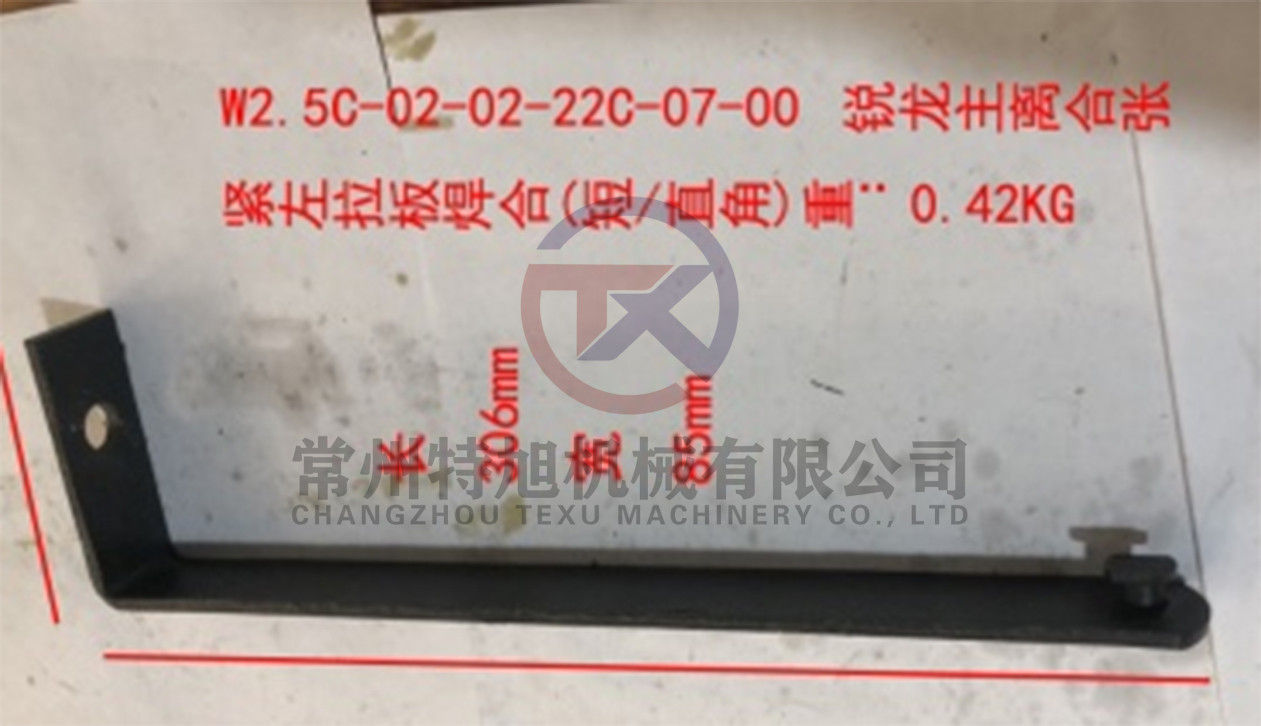 W2.5C-02-02-22C-07-00 锐龙主离合张
紧左拉板焊合(短/直角)重¨ 0.42KG
TX
长 306mm 宽 85mm
常州特旭机械有限公司
CHANGZHOU TEXU MACHINERY CO., LTD